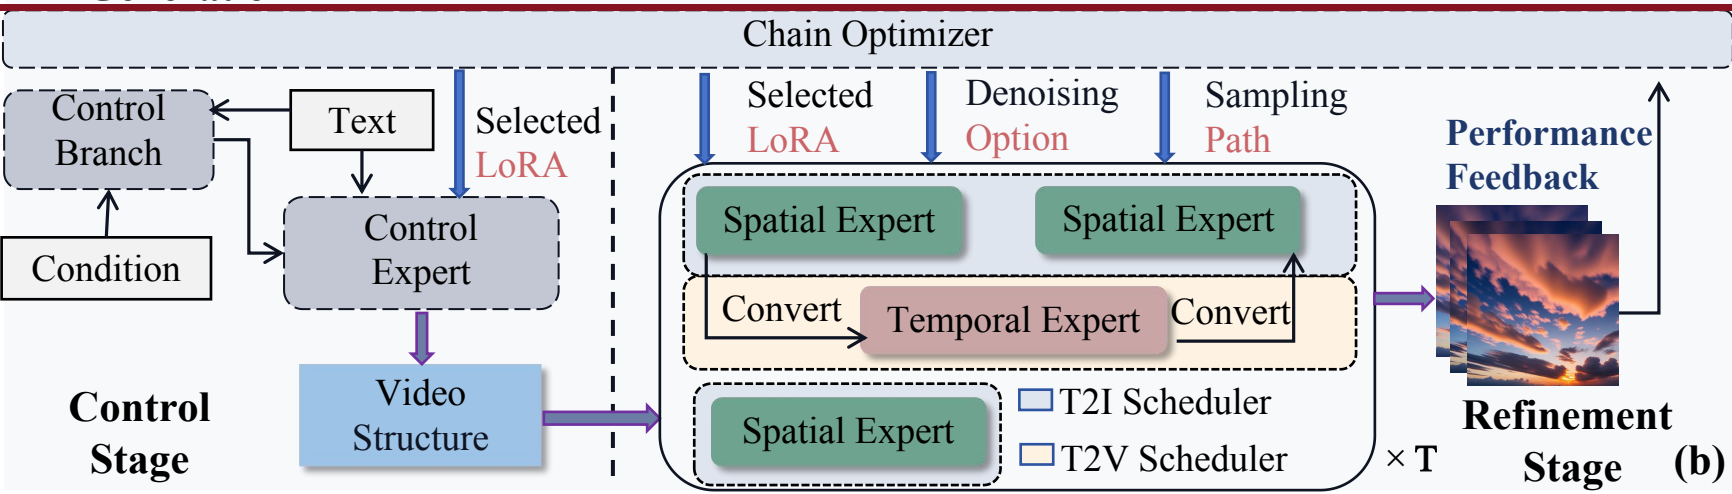 Chain Optimizer
Control
Branch
Text
Selected
LoRA
Condition
Control
Expert
Video
Structure
Control
Stage
Selected
LoRA
Denoising
Option
Sampling
Path
Spatial Expert
Spatial Expert
Convert
Temporal Expert
Convert
Spatial Expert
T2I Scheduler
T2V Scheduler
× T
Performance
Feedback
Refinement
Stage
(b)